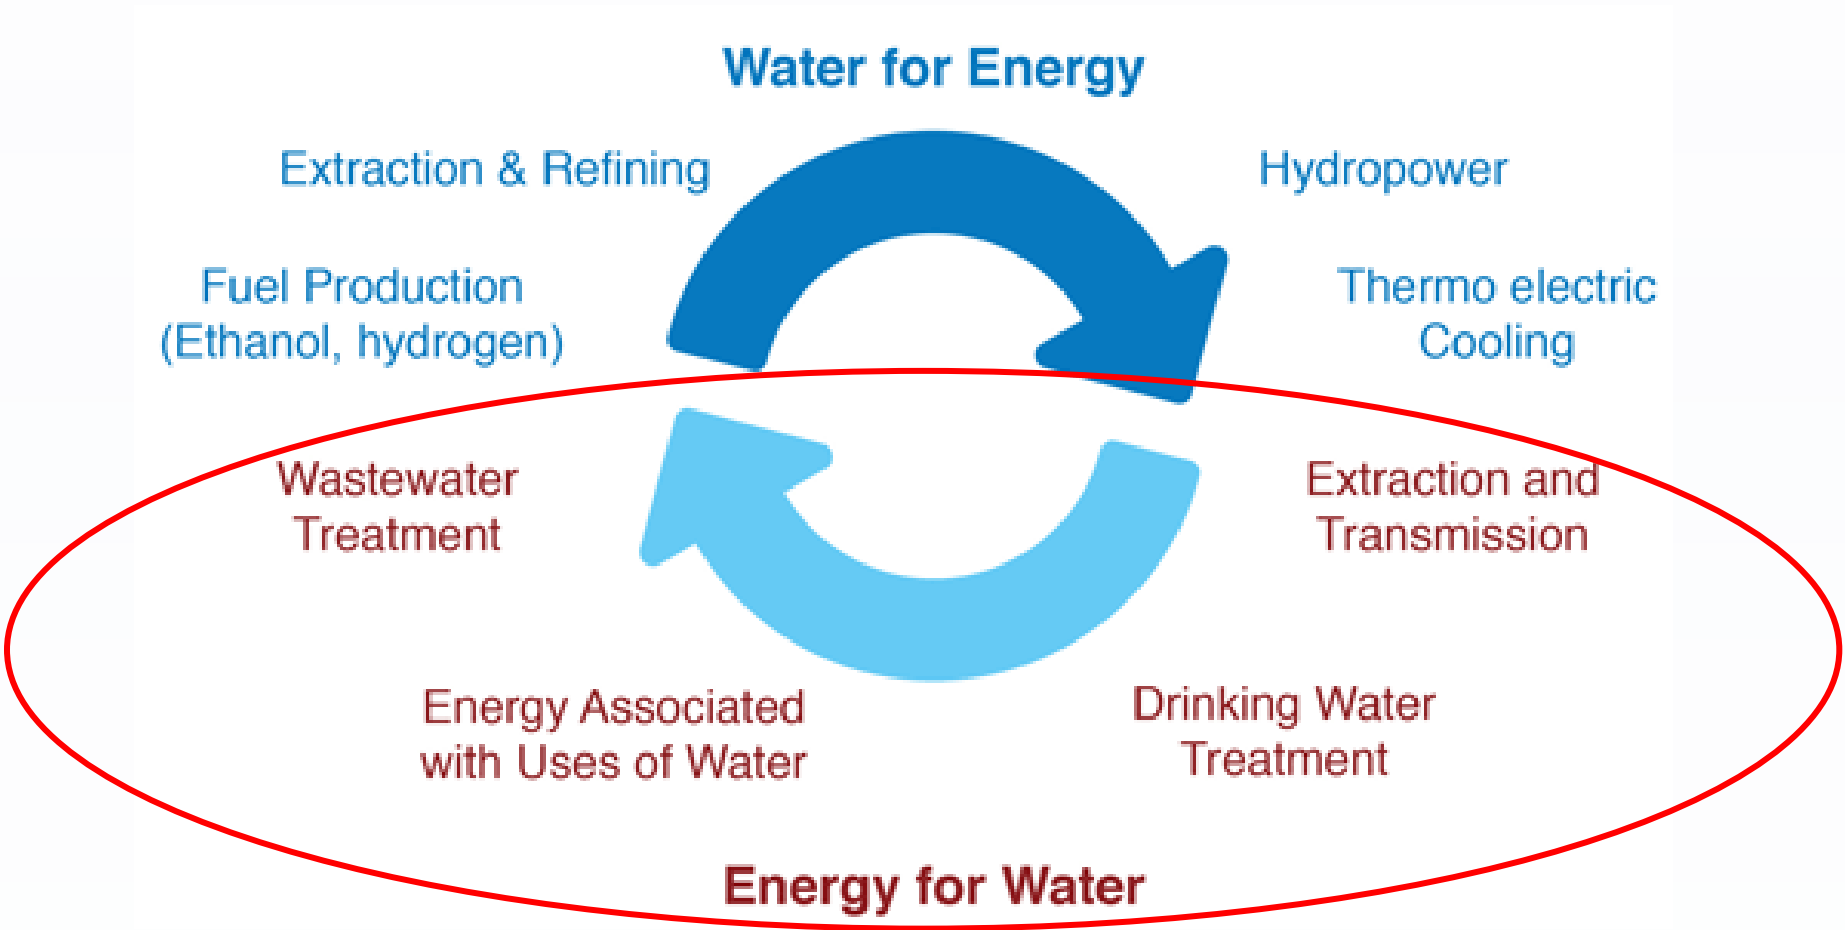 Water for Energy
Extraction & Refining
Hydropower
Fuel Production
(Ethanol, hydrogen)
Thermo electric
Cooling
Wastewater
Treatment
Extraction and
Transmission
Energy Associated
with Uses of Water
Drinking Water
Treatment
Energy for Water